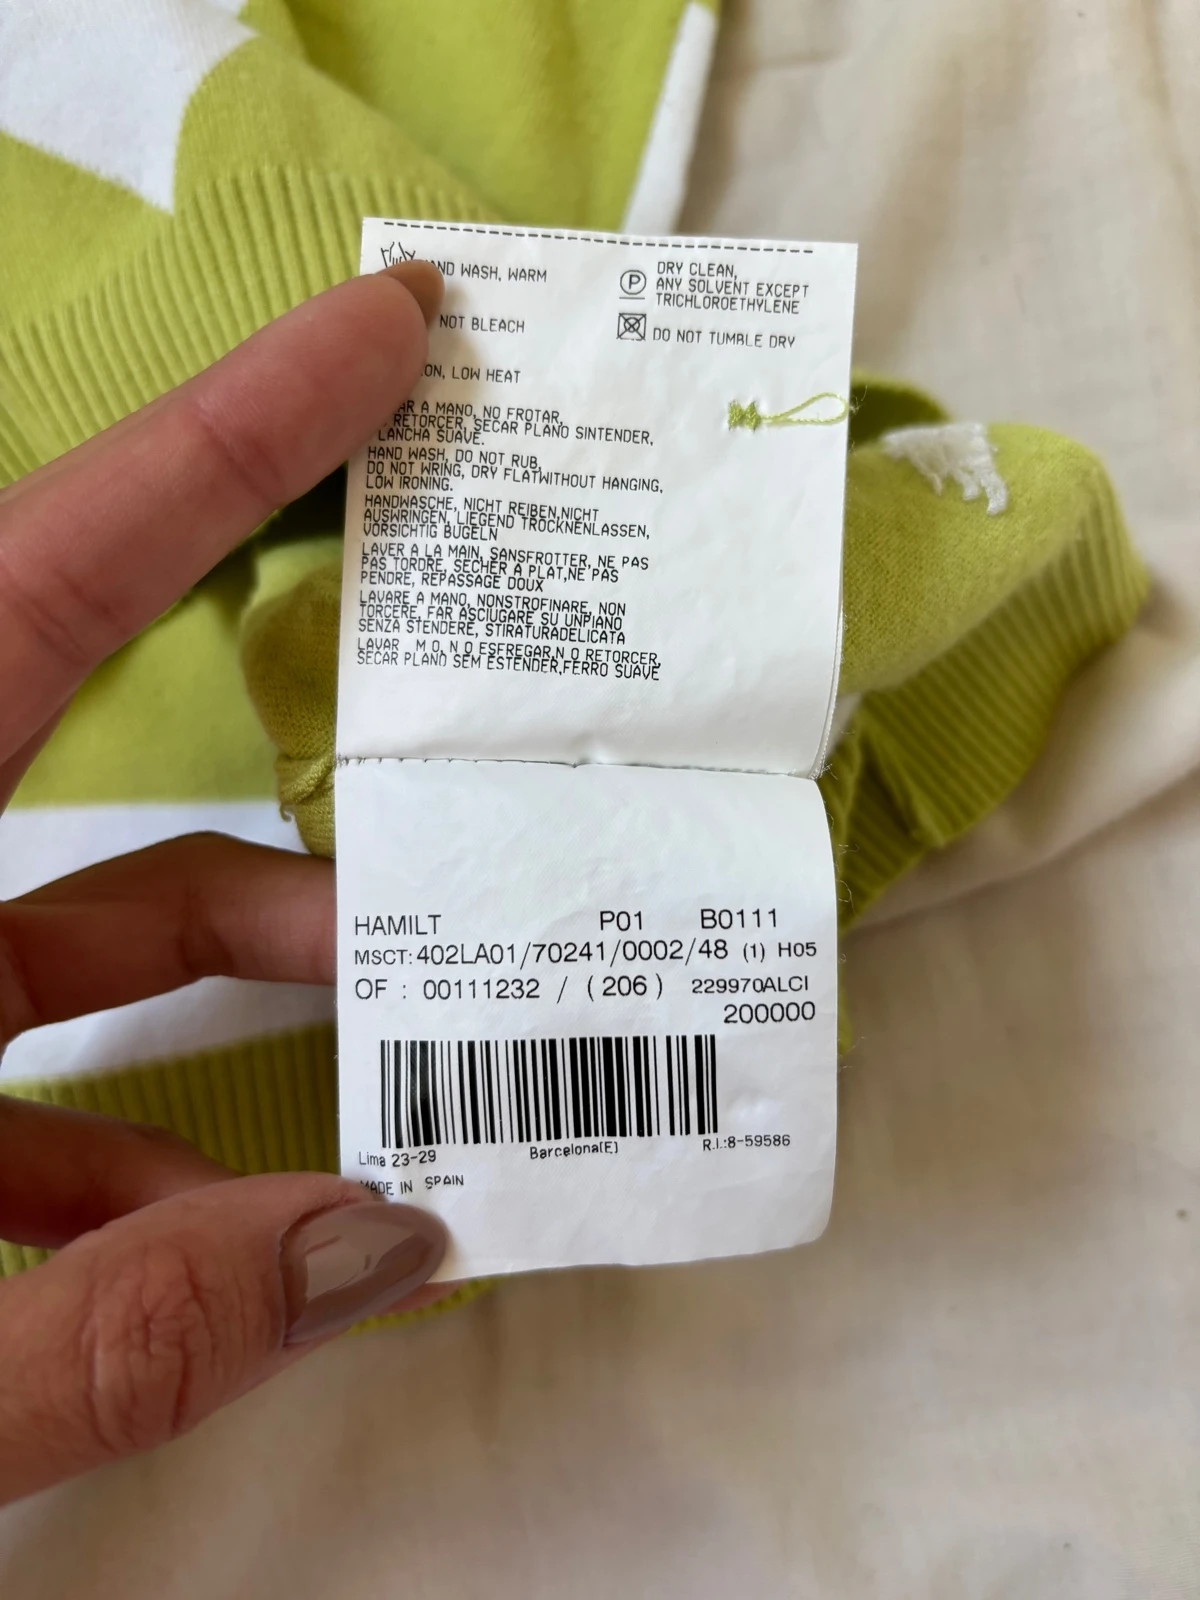 HAND WASH, WARM
DRY CLEAN,
ANY SOLVENT EXCEPT
TRICHLOROETHYLENE
NOT BLEACH
DO NOT TUMBLE DRY
LOW HEAT
A MANO, NO FROTAR,
RETORCER, SECAR PLANO SINTENDER,
PLANCHA SUAVE.
HAND WASH, DO NOT RUB,
DO NOT WRING, DRY FLATWITHOUT HANGING,
LOW IRONING.
HANDWASCHE, NICHT REIBEN,NICHT
AUSWRINGEN, LIEGEND TROCKNENLASSEN,
VORSICHTIG BUGELN
LAVER A LA MAIN, SANSFROTTER, NE PAS
PAS TORDRE, SECHER A PLAT,NE PAS
PENDRE, REPASSAGE DOUX
LAVARE A MANO, NONSTROFINARE, NON
TORCERE, FAR ASCIUGARE SU UNPIANO
SENZA STENDERE, STIRATURADELICATA
LAVAR M O, N O ESFREGAR,N O RETORCER,
SECAR PLANO SEM ESTENDER,FERRO SUAVE
HAMILT P01 B0111
MSCT: 402LA01/70241/0002/48 (1) H05
OF : 00111232 / (206) 229970ALCI
200000
Lima 23-29 Barcelona[E] R.I.:8-59586
MADE IN SPAIN